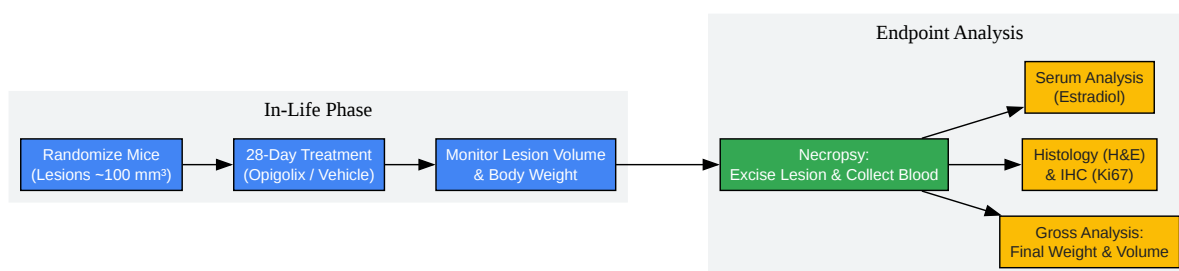 In-Life Phase
Randomize Mice
(Lesions ~100 mm³)
28-Day Treatment
(Opigolix / Vehicle)
Monitor Lesion Volume
& Body Weight
Endpoint Analysis
Necropsy:
Excise Lesion & Collect Blood
Serum Analysis
(Estradiol)
Histology (H&E)
& IHC (Ki67)
Gross Analysis:
Final Weight & Volume